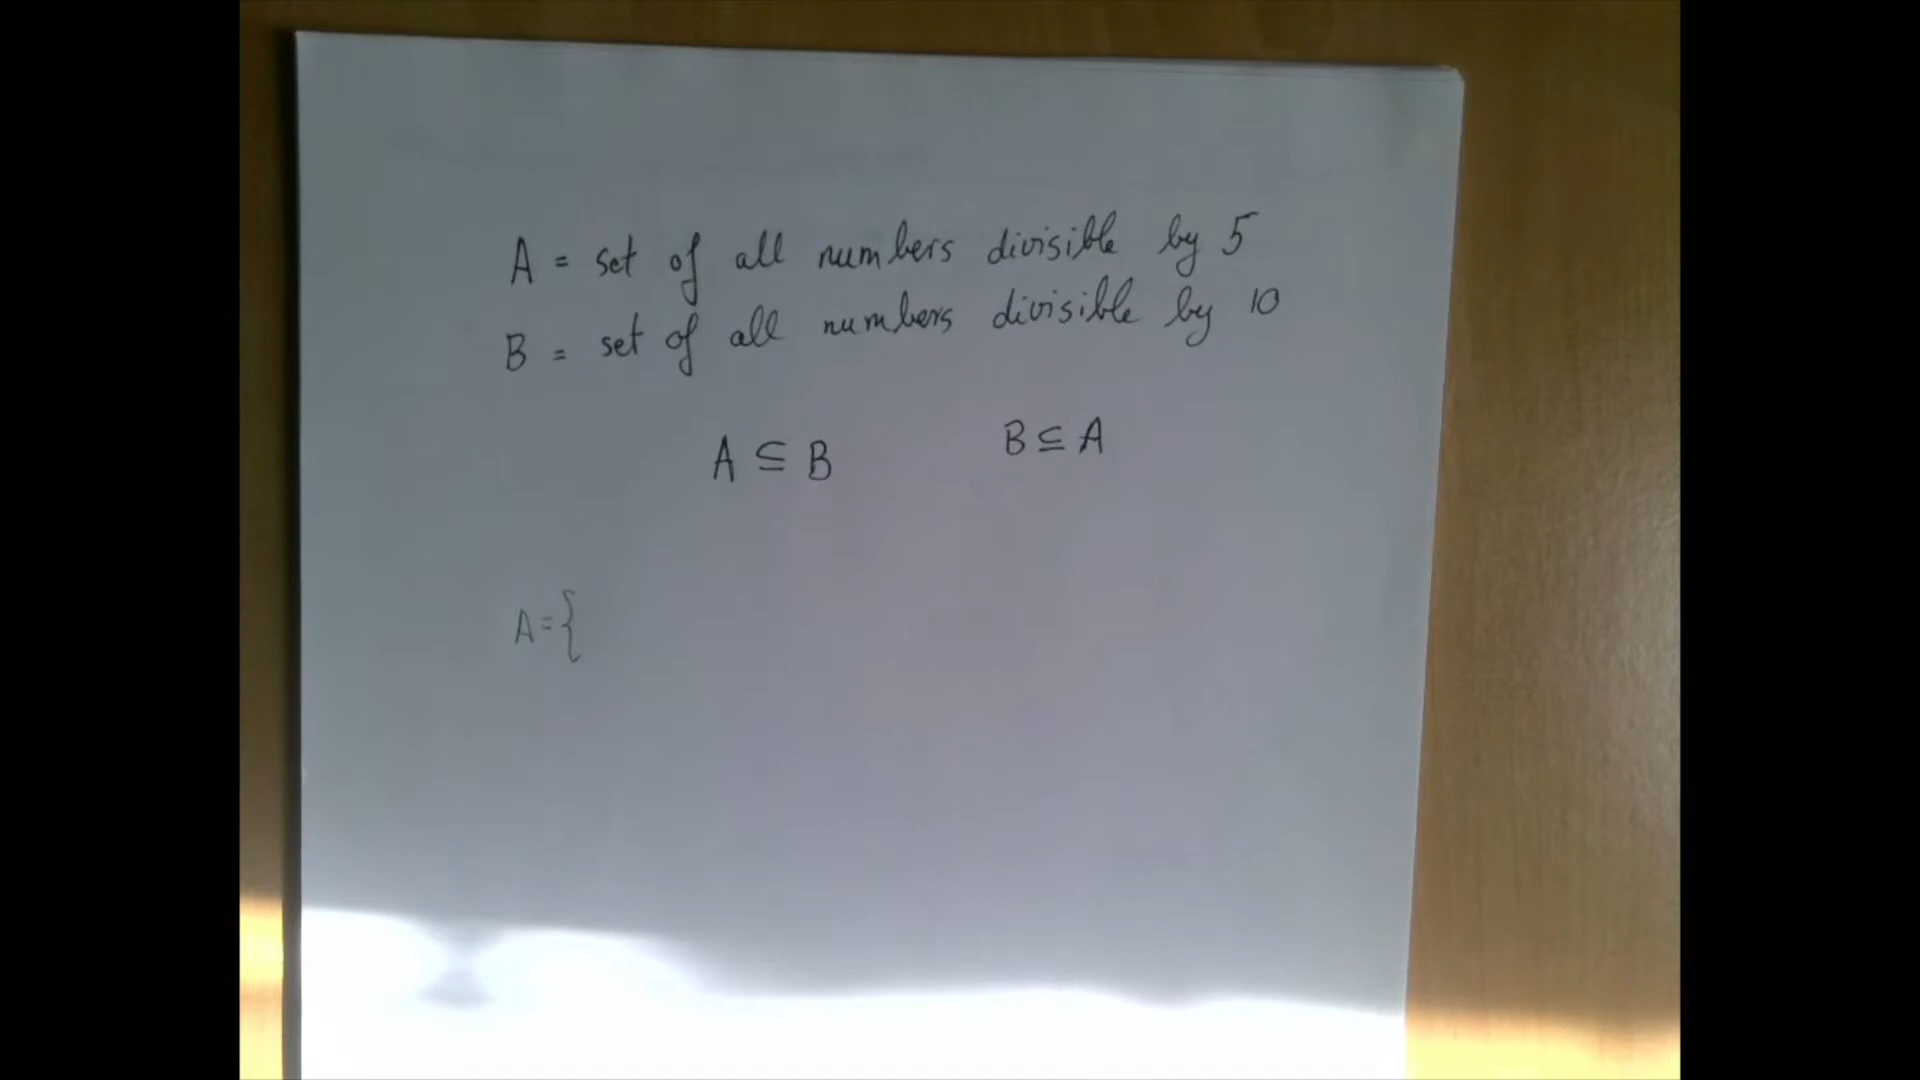 A = set of all numbers divisible by 5
B = set of all numbers divisible by 10
A ⊆ B B ⊆ A
A = {